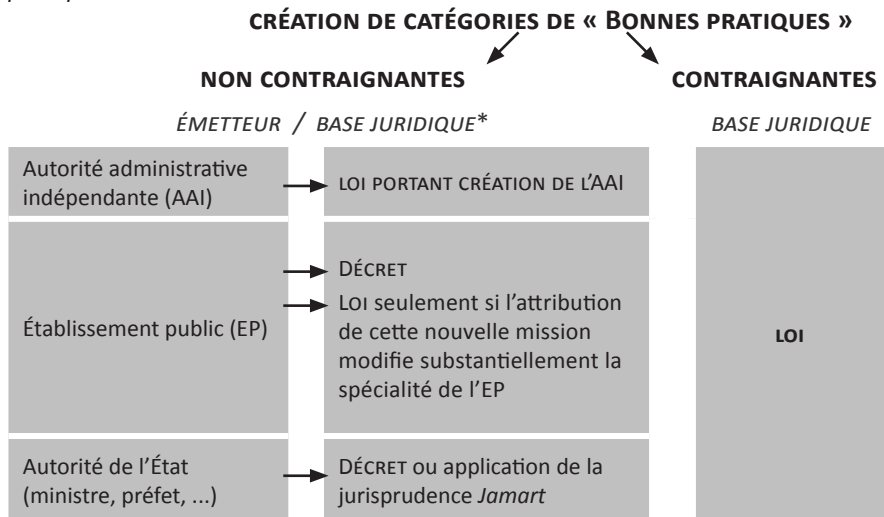 CRÉATION DE CATÉGORIES DE « BONNES PRATIQUES »
NON CONTRAIGNANTES
CONTRAIGNANTES
ÉMETTEUR / BASE JURIDIQUE*
BASE JURIDIQUE
Autorité administrative
indépendante (AAI)
LOI PORTANT CRÉATION DE L'AAI
Établissement public (EP)
DÉCRET
LOI seulement si l'attribution
de cette nouvelle mission
modifie substantiellement la
spécialité de l'EP
Autorité de l'État
(ministre, préfet, ...)
DÉCRET ou application de la
jurisprudence Jamart
LOI